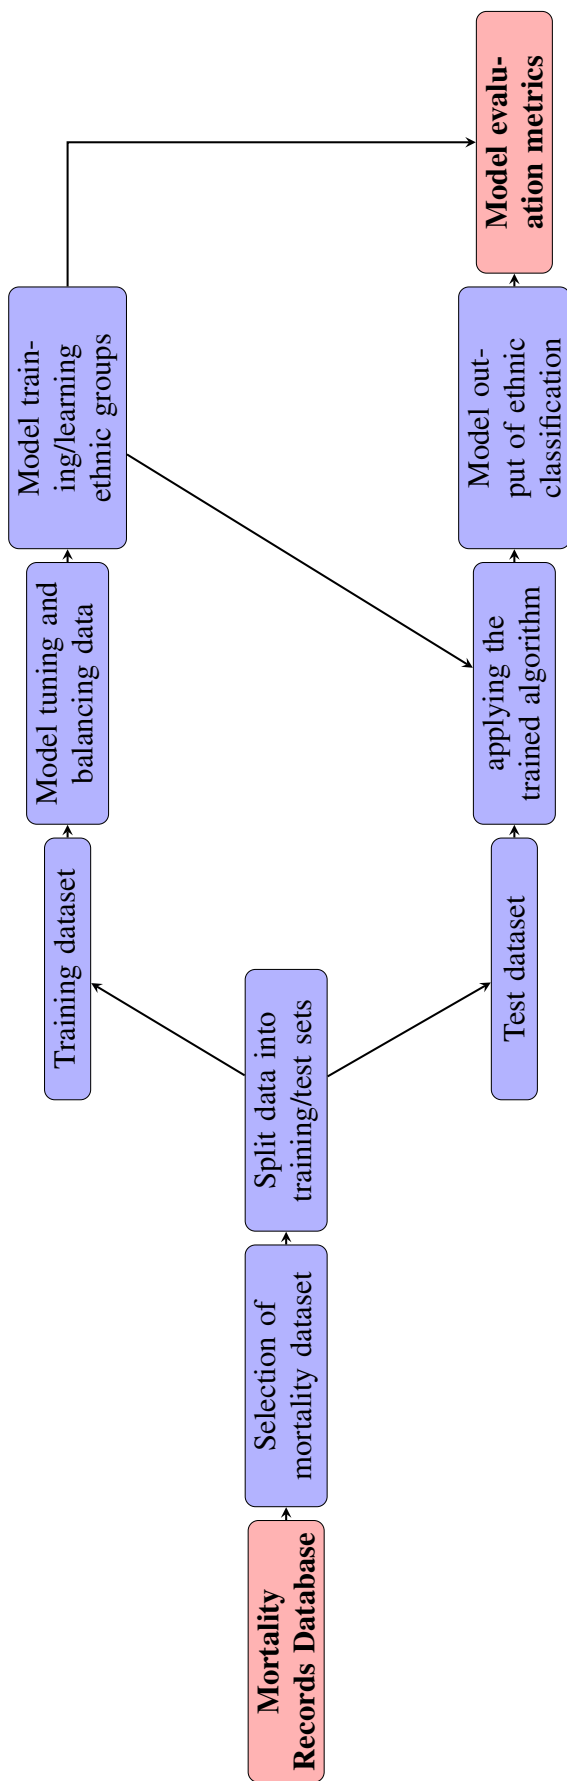 Mortality
Records Database
Selection of
mortality dataset
Split data into
training/test sets
Training dataset
Model tuning and
balancing data
Model train-
ing/learning
ethnic groups
Test dataset
applying the
trained algorithm
Model out-
put of ethnic
classification
Model evalu-
ation metrics